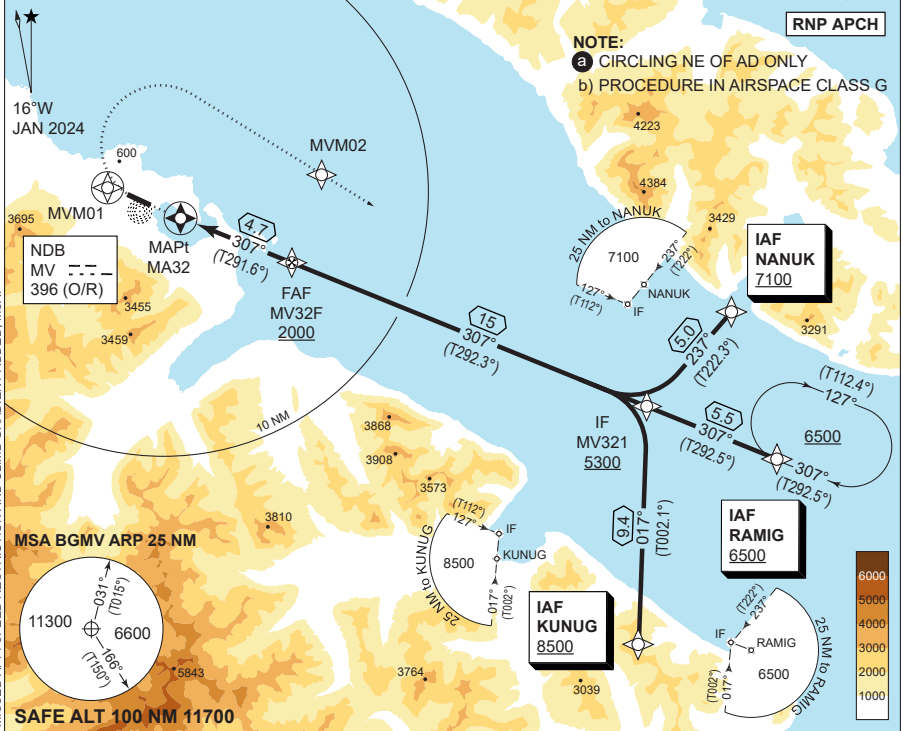 RNP APCH
NOTE:
a CIRCLING NE OF AD ONLY
b) PROCEDURE IN AIRSPACE CLASS G
16°W
JAN 2024
4223
600
MVM02
4384
MVM01
25 NM to NANUK
3429
3695
4.7
307°
(T291.6°)
MAPt
MA32
7100
237°
(T222°)
IAF
NANUK
7100
NDB
MV
396 (O/R)
127°
(T112°)
NANUK
IF
FAF
MV32F
2000
3455
3459
15
307°
(T292.3°)
5.0
237°
(T222.3°)
3291
(T112.4°)
127°
6500
10 NM
IF
MV321
5300
5.5
307°
(T292.5°)
307°
(T292.5°)
3868
3908
3573
3810
(T112°)
127°
IF
KUNUG
8500
25 NM to KUNUG
017°
(T002°)
9.4
017°
(T002.1°)
IAF
RAMIG
6500
MSA BGMV ARP 25 NM
031°
(T015°)
11300
6600
166°
(T150°)
5843
SAFE ALT 100 NM 11700
3764
IAF
KUNUG
8500
3039
(T222°)
237°
IF
RAMIG
6500
25 NM to RAMIG
(T002°)
017°
6000
5000
4000
3000
2000
1000